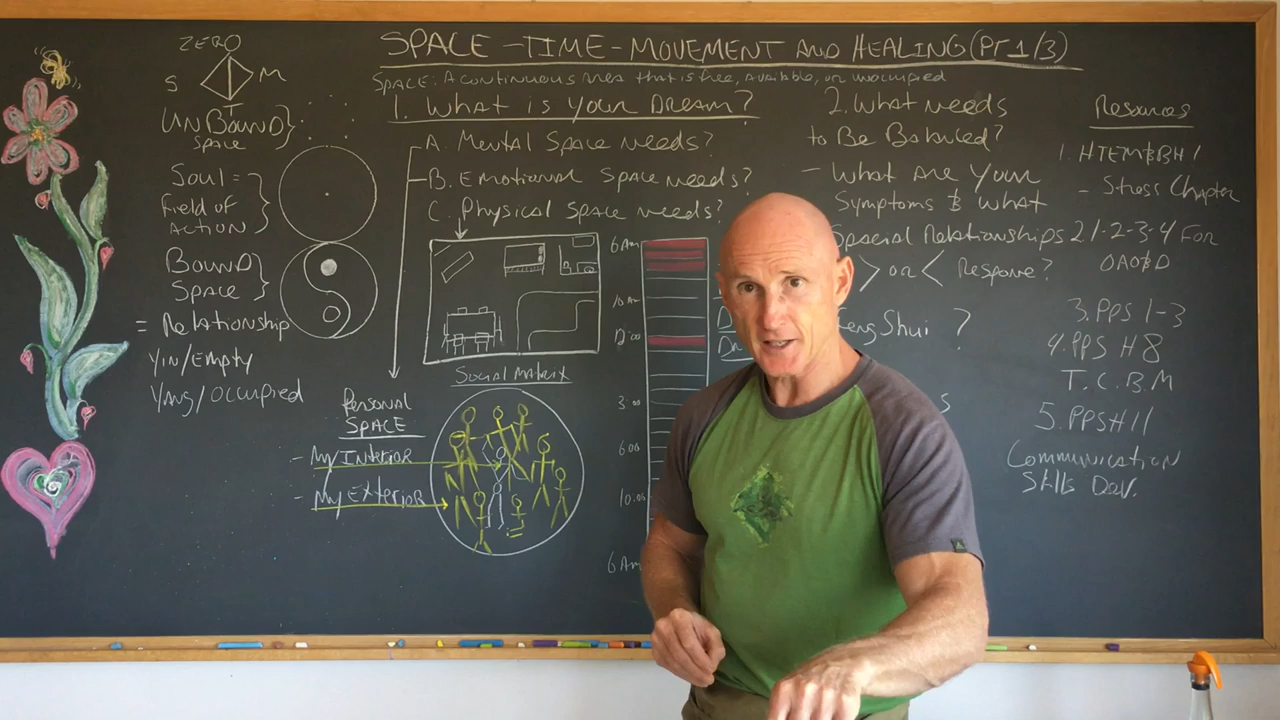 SPACE - TIME - MOVEMENT AND HEALING (PT 1/3)
SPACE: A continuous area that is free, available, or unoccupied
ZERO
S
M
T
UNBOUND
Space
Soul =
Field of
ACTION
BOUND
SPACE
= Relationship
Yin/Empty
Yang/Occupied
1. What is Your Dream?
A. Mental Space needs?
B. Emotional Space needs?
C. Physical Space needs?
Social Matrix
Personal
SPACE
- My Interior
- My Exterior
6 Am
10 Am
12:00
3:00
6:00
10:00
6 Am
2. What needs
to Be Balanced?
- What Are Your
Symptoms & What
Spacial Relationships
> or < Response?
Feng Shui ?
Resources
1. HTEM&BH!
- Stress Chapter
2. 1-2-3-4 For
OAO&D
3. PPS 1-3
4. PPS H 8
T.C.B.M
5. PPS H 11
Communication
Skills Dev.